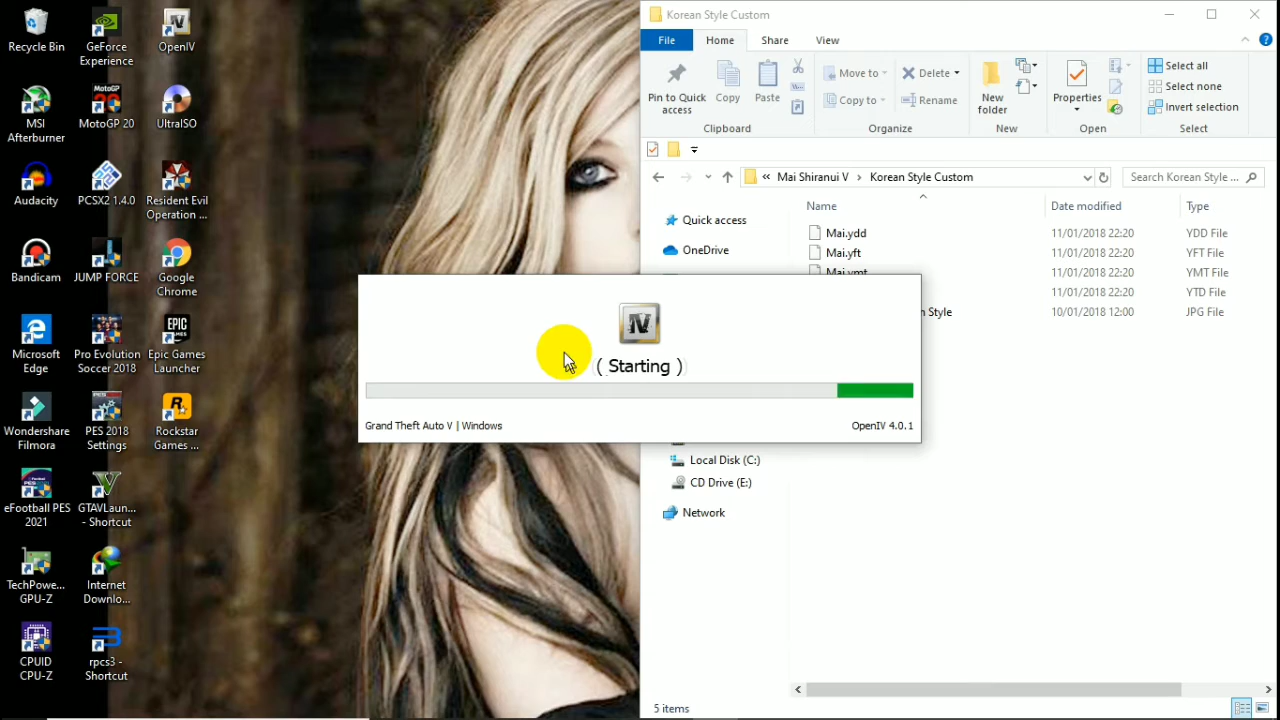 Recycle Bin
GeForce
Experience
OpenIV
MSI
Afterburner
MotoGP 20
UltraISO
Audacity
PCSX2 1.4.0
Resident Evil
Operation ...
Bandicam
JUMP FORCE
Google
Chrome
Microsoft
Edge
Pro Evolution
Soccer 2018
Epic Games
Launcher
Wondershare
Filmora
PES 2018
Settings
Rockstar
Games ...
eFootball PES
2021
GTAVLaun...
- Shortcut
TechPowe...
GPU-Z
Internet
Downlo...
CPUID
CPU-Z
rpcs3 -
Shortcut
Korean Style Custom
File Home Share View
Pin to Quick
access
Copy
Paste
Move to
Copy to
Delete
Rename
New
folder
Properties
Select all
Select none
Invert selection
Clipboard Organize New Open Select
« Mai Shiranui V > Korean Style Custom
Search Korean Style ...
Name Date modified Type
Quick access
OneDrive
Mai.ydd 11/01/2018 22:20 YDD File
Mai.yft 11/01/2018 22:20 YFT File
Mai.ymt 11/01/2018 22:20 YMT File
11/01/2018 22:20 YTD File
Style 10/01/2018 12:00 JPG File
IV
( Starting )
Grand Theft Auto V | Windows
OpenIV 4.0.1
Local Disk (C:)
CD Drive (E:)
Network
5 items